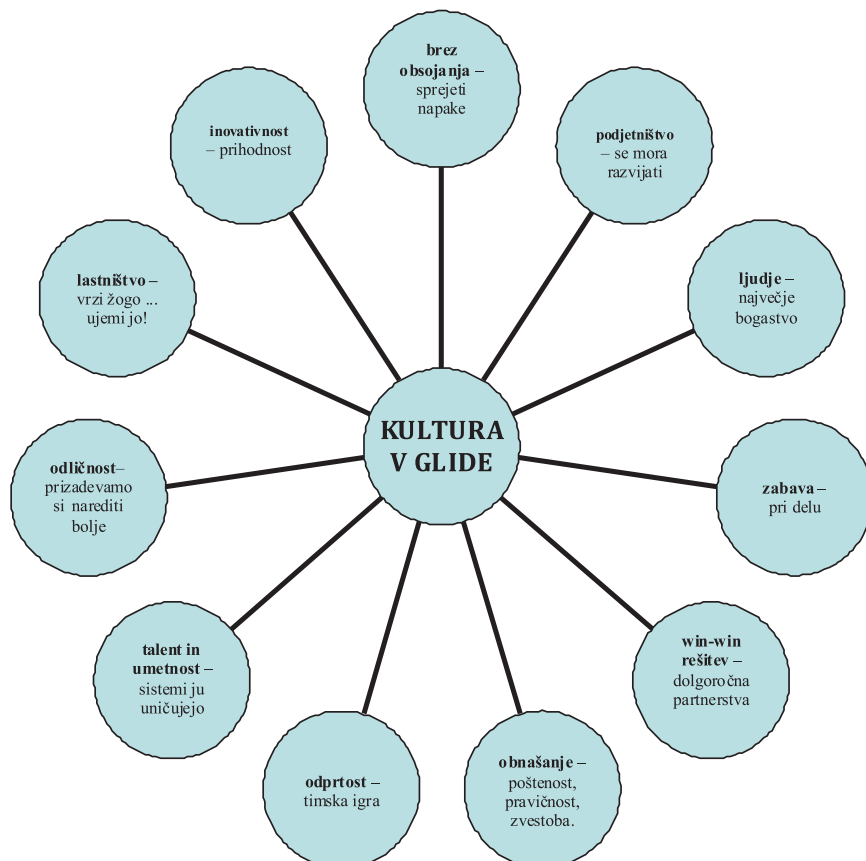 brez
obsojanja –
sprejeti
napake
podjetništvo
– se mora
razvijati
ljudje –
največje
bogastvo
zabava –
pri delu
win-win
rešitev –
dolgoročna
partnerstva
obnašanje –
poštenost,
pravičnost,
zvestoba.
odprtost –
timska igra
talent in
umetnost –
sistemi ju
uničujejo
odličnost–
prizadevamo
si narediti
bolje
lastništvo –
vrzi žogo ...
ujemi jo!
inovativnost
– prihodnost
KULTURA
V GLIDE